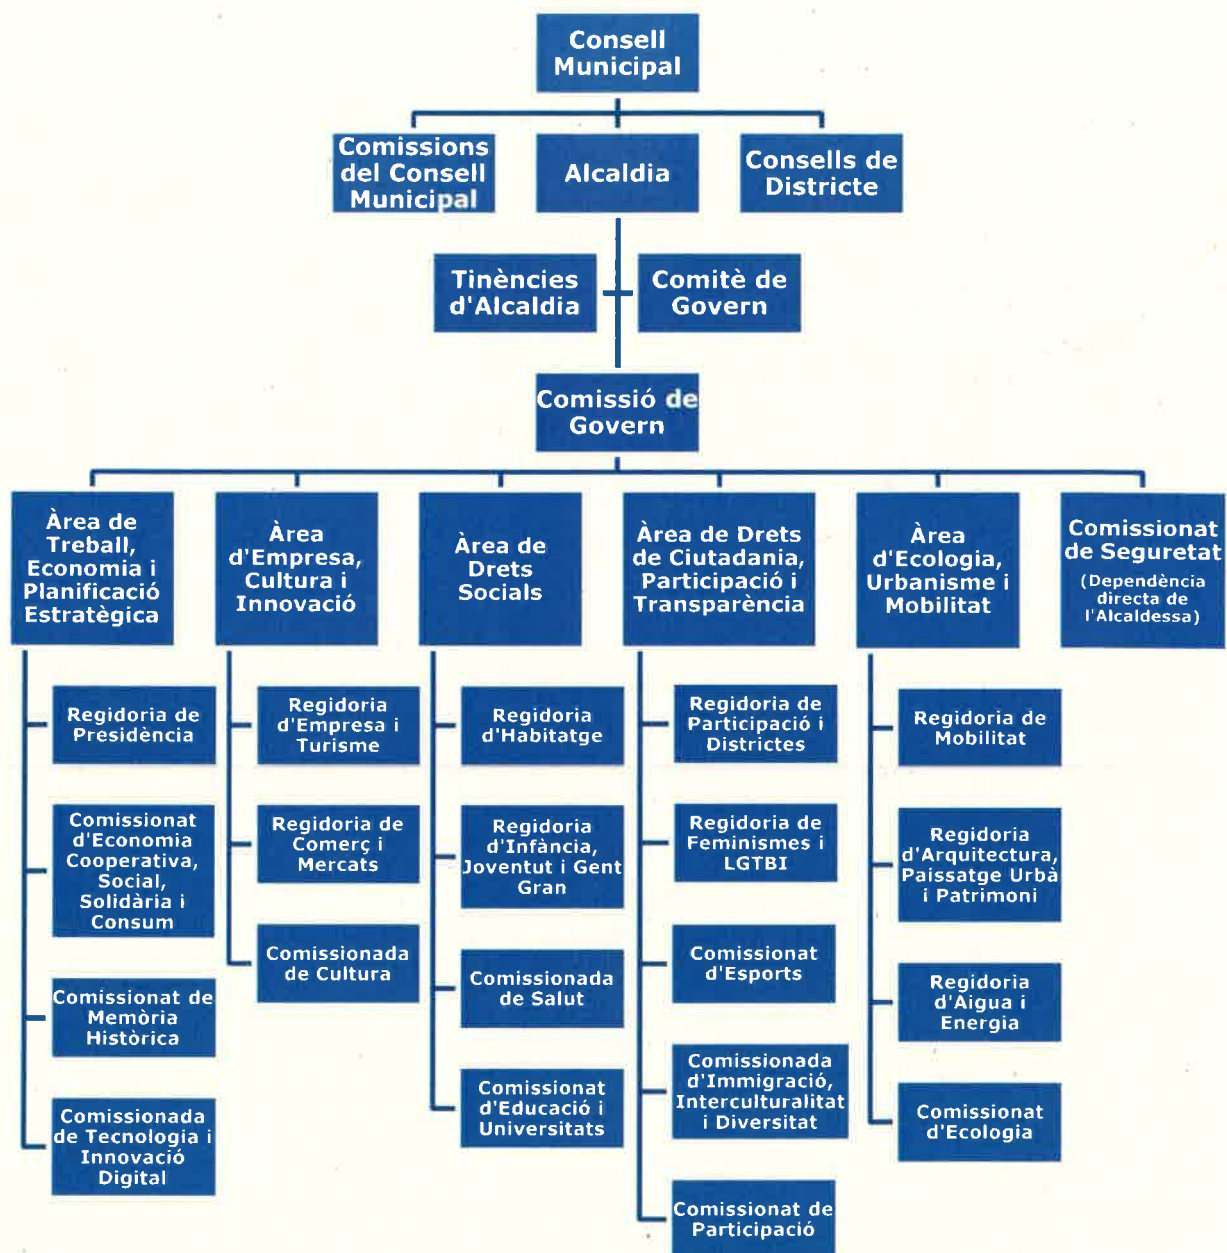 Consell
Municipal
Comissions
del Consell
Municipal
Alcaldia
Consells de
Districte
Tinències
d'Alcaldia
Comitè de
Govern
Comissió de
Govern
Àrea de
Treball,
Economia i
Planificació
Estratègica
Àrea
d'Empresa,
Cultura i
Innovació
Àrea de
Drets
Socials
Àrea de Drets
de Ciutadania,
Participació i
Transparència
Àrea
d'Ecologia,
Urbanisme i
Mobilitat
Comissionat
de Seguretat
(Dependència
directa de
l'Alcaldessa)
Regidoria de
Presidència
Comissionat
d'Economia
Cooperativa,
Social,
Solidària i
Consum
Comissionat de
Memòria
Històrica
Comissionada
de Tecnologia i
Innovació
Digital
Regidoria
d'Empresa i
Turisme
Regidoria de
Comerç i
Mercats
Comissionada
de Cultura
Regidoria
d'Habitatge
Regidoria
d'Infància,
Joventut i Gent
Gran
Comissionada
de Salut
Comissionat
d'Educació i
Universitats
Regidoria de
Participació i
Districtes
Regidoria de
Feminismes i
LGTBI
Comissionat
d'Esports
Comissionada
d'Immigració,
Interculturalitat
i Diversitat
Comissionat de
Participació
Regidoria de
Mobilitat
Regidoria
d'Arquitectura,
Paissatge Urbà
i Patrimoni
Regidoria
d'Aigua i
Energia
Comissionat
d'Ecologia